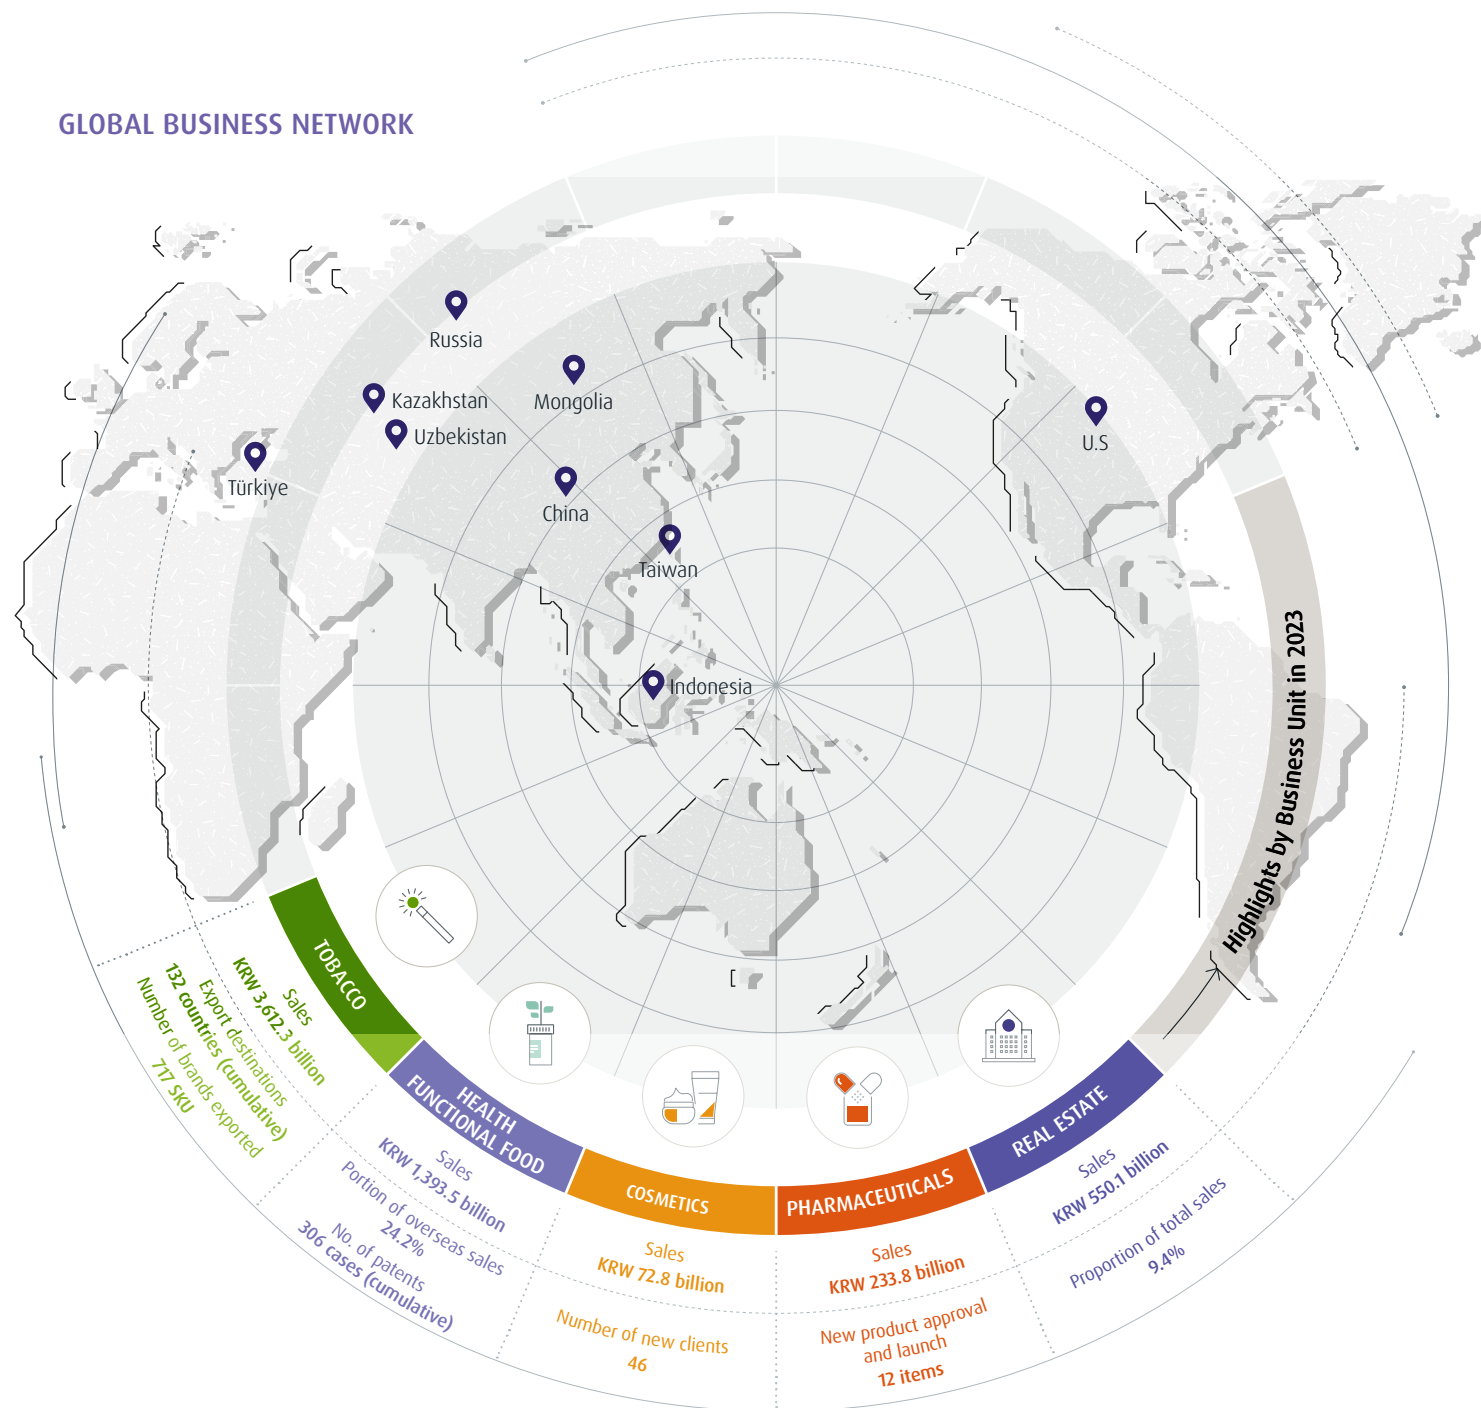 GLOBAL BUSINESS NETWORK
Russia
Mongolia
Kazakhstan
Uzbekistan
Türkiye
China
Taiwan
Indonesia
U.S
Highlights by Business Unit in 2023
TOBACCO
Sales
KRW 3,612.3 billion
Export destinations
132 countries (cumulative)
Number of brands exported
717 SKU
HEALTH
FUNCTIONAL FOOD
Sales
KRW 1,393.5 billion
Portion of overseas sales
24.2%
No. of patents
306 cases (cumulative)
COSMETICS
Sales
KRW 72.8 billion
Number of new clients
46
PHARMACEUTICALS
Sales
KRW 233.8 billion
New product approval
and launch
12 items
REAL ESTATE
Sales
KRW 550.1 billion
Proportion of total sales
9.4%